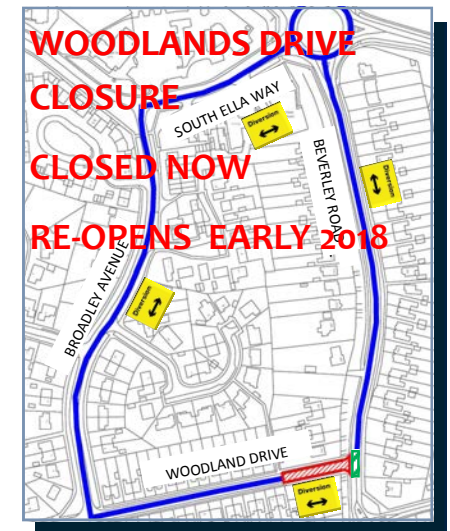 WOODLANDS DRIVE
CLOSURE
SOUTH ELLA WAY
Diversion
CLOSED NOW
BEVERLEY ROAD
Diversion
RE-OPENS EARLY 2018
BROADLEY AVENUE
Diversion
WOODLAND DRIVE
Diversion